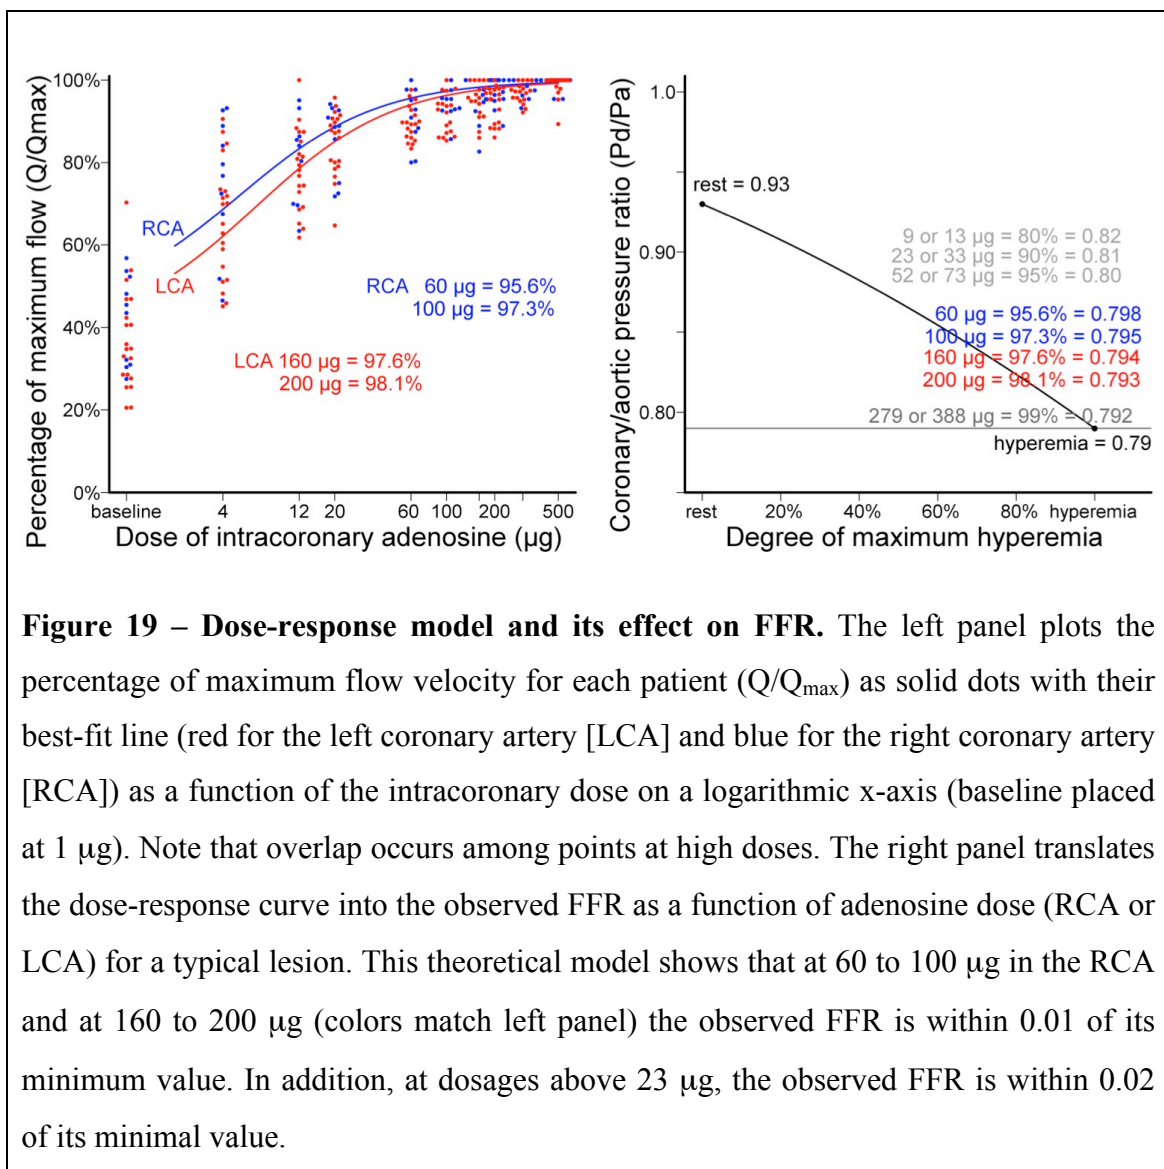 Percentage of maximum flow (Q/Qmax)
100%
80%
60%
40%
20%
0%
RCA
LCA
RCA 60 µg = 95.6%
100 µg = 97.3%
LCA 160 µg = 97.6%
200 µg = 98.1%
baseline 4 12 20 60 100 200 500
Dose of intracoronary adenosine (µg)
Coronary/aortic pressure ratio (Pd/Pa)
1.0
0.90
0.80
rest = 0.93
9 or 13 µg = 80% = 0.82
23 or 33 µg = 90% = 0.81
52 or 73 µg = 95% = 0.80
60 µg = 95.6% = 0.798
100 µg = 97.3% = 0.795
160 µg = 97.6% = 0.794
200 µg = 98.1% = 0.793
279 or 388 µg = 99% = 0.792
hyperemia = 0.79
rest 20% 40% 60% 80% hyperemia
Degree of maximum hyperemia
Figure 19 – Dose-response model and its effect on FFR. The left panel plots the
percentage of maximum flow velocity for each patient (Q/Qmax) as solid dots with their
best-fit line (red for the left coronary artery [LCA] and blue for the right coronary artery
[RCA]) as a function of the intracoronary dose on a logarithmic x-axis (baseline placed
at 1 µg). Note that overlap occurs among points at high doses. The right panel translates
the dose-response curve into the observed FFR as a function of adenosine dose (RCA or
LCA) for a typical lesion. This theoretical model shows that at 60 to 100 µg in the RCA
and at 160 to 200 µg (colors match left panel) the observed FFR is within 0.01 of its
minimum value. In addition, at dosages above 23 µg, the observed FFR is within 0.02
of its minimal value.